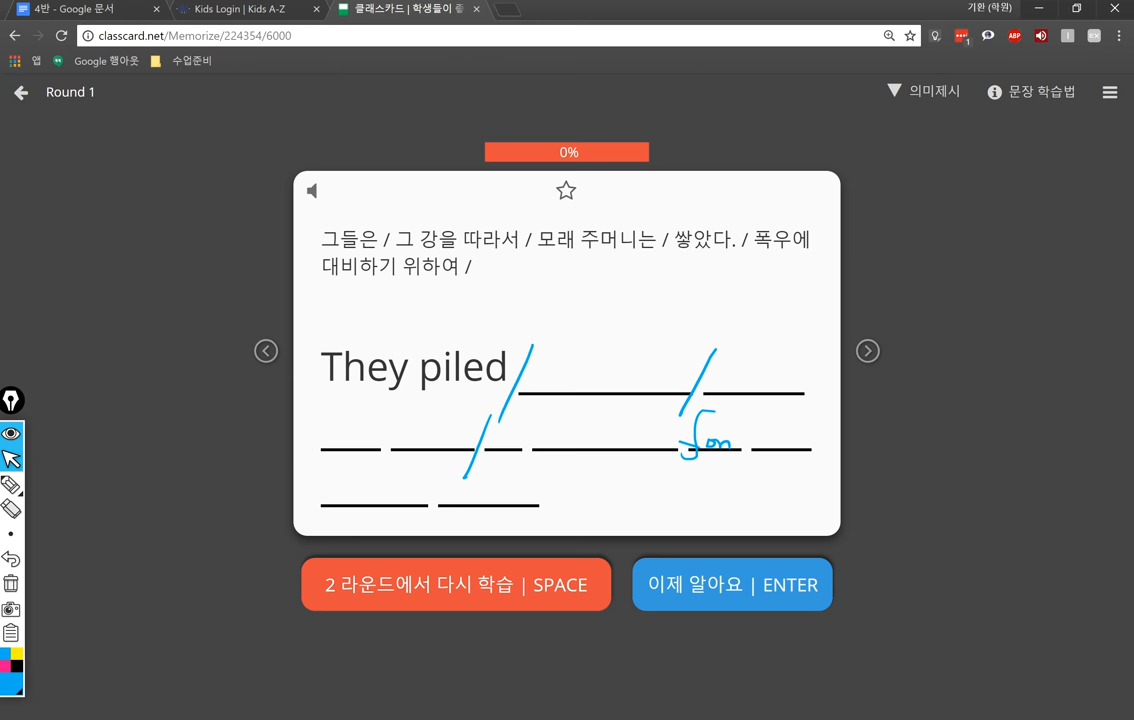 4반 - Google 문서
Kids Login | Kids A-Z
클래스카드 | 학생들이 좋
기환 (학원)
classcard.net/Memorize/224354/6000
앱
Google 행아웃
수업준비
Round 1
의미제시
문장 학습법
0%
그들은 / 그 강을 따라서 / 모래 주머니는 / 쌓았다. / 폭우에
대비하기 위하여 /
They piled
on
2 라운드에서 다시 학습 | SPACE
이제 알아요 | ENTER